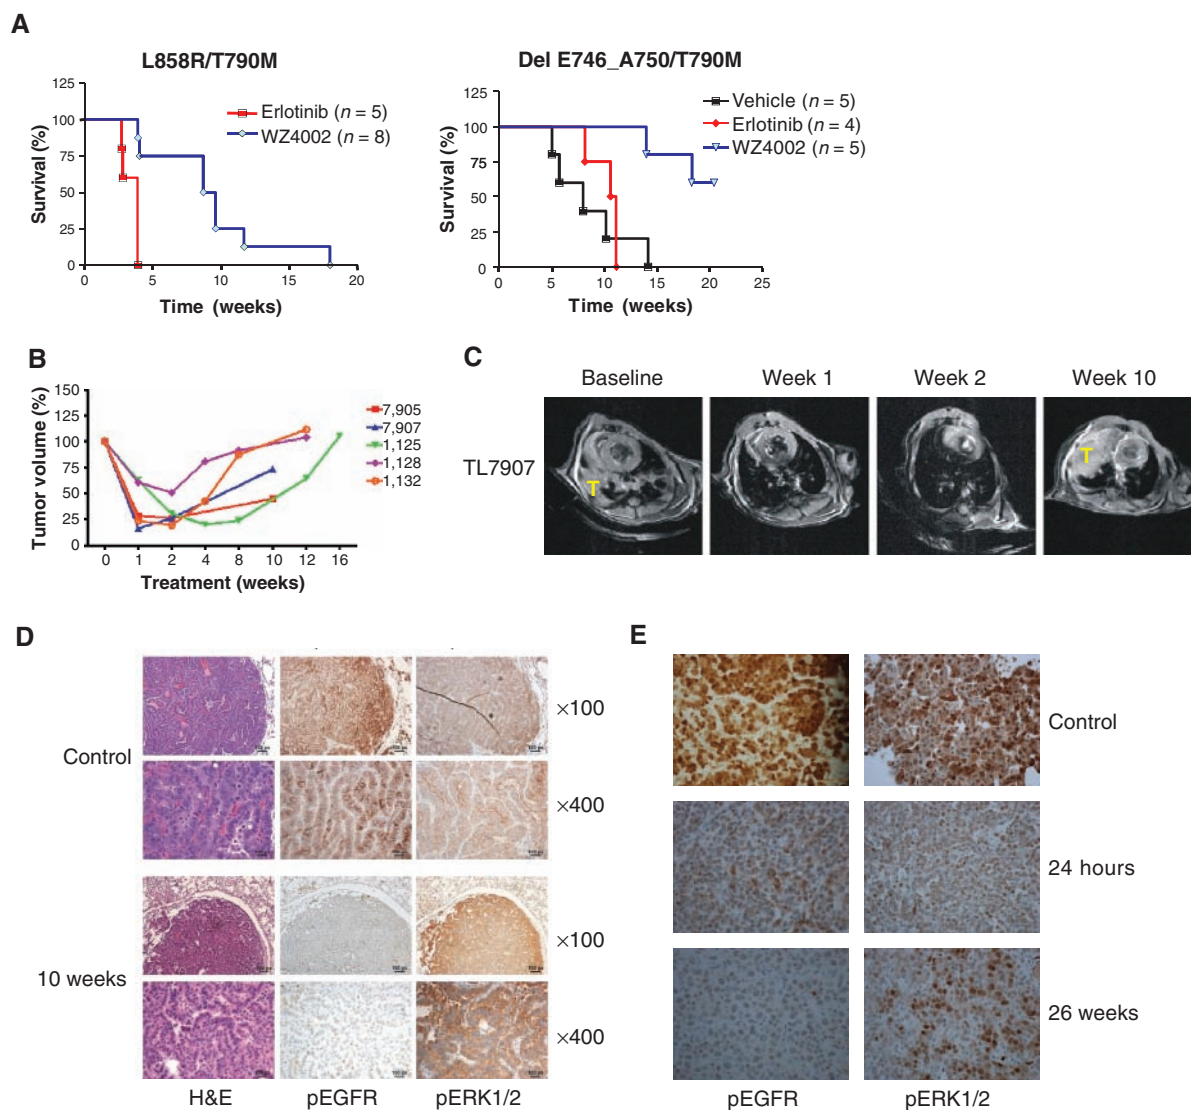 A
L858R/T790M
125
100
75
50
25
0
Survival (%)
0 5 10 15 20
Time (weeks)
Erlotinib (n = 5)
WZ4002 (n = 8)
Del E746_A750/T790M
125
100
75
50
25
0
Survival (%)
0 5 10 15 20 25
Time (weeks)
Vehicle (n = 5)
Erlotinib (n = 4)
WZ4002 (n = 5)
B
150
125
100
75
50
25
0
Tumor volume (%)
0 1 2 4 8 10 12 16
Treatment (weeks)
7,905
7,907
1,125
1,128
1,132
C
Baseline Week 1 Week 2 Week 10
TL7907
T
T
D
Control
×100
×400
10 weeks
×100
×400
H&E pEGFR pERK1/2
E
Control
24 hours
26 weeks
pEGFR pERK1/2